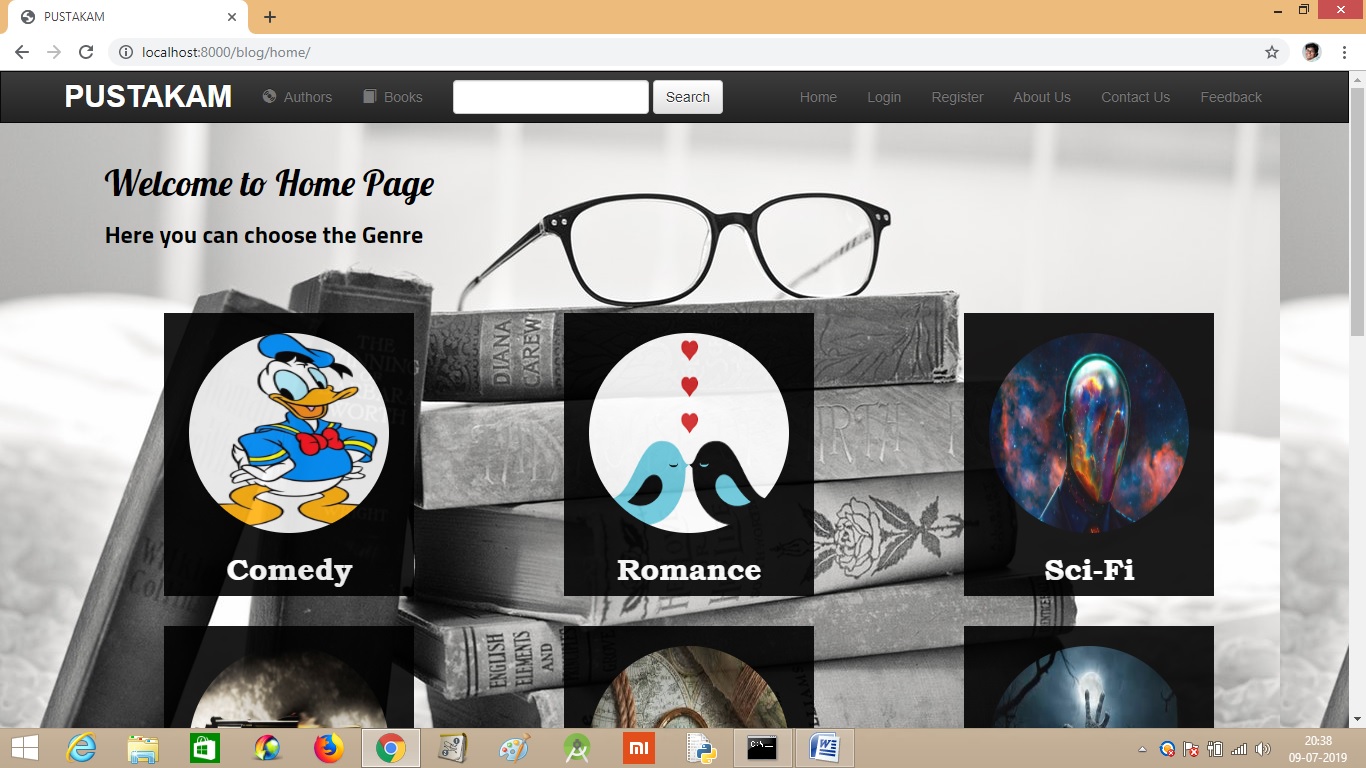 PUSTAKAM
localhost:8000/blog/home/
PUSTAKAM Authors Books Search Home Login Register About Us Contact Us Feedback
Welcome to Home Page
Here you can choose the Genre
DIANA
CAREW
Comedy Romance Sci-Fi
ENGLISH
ELEMENTS
AND
20:38
09-07-2019